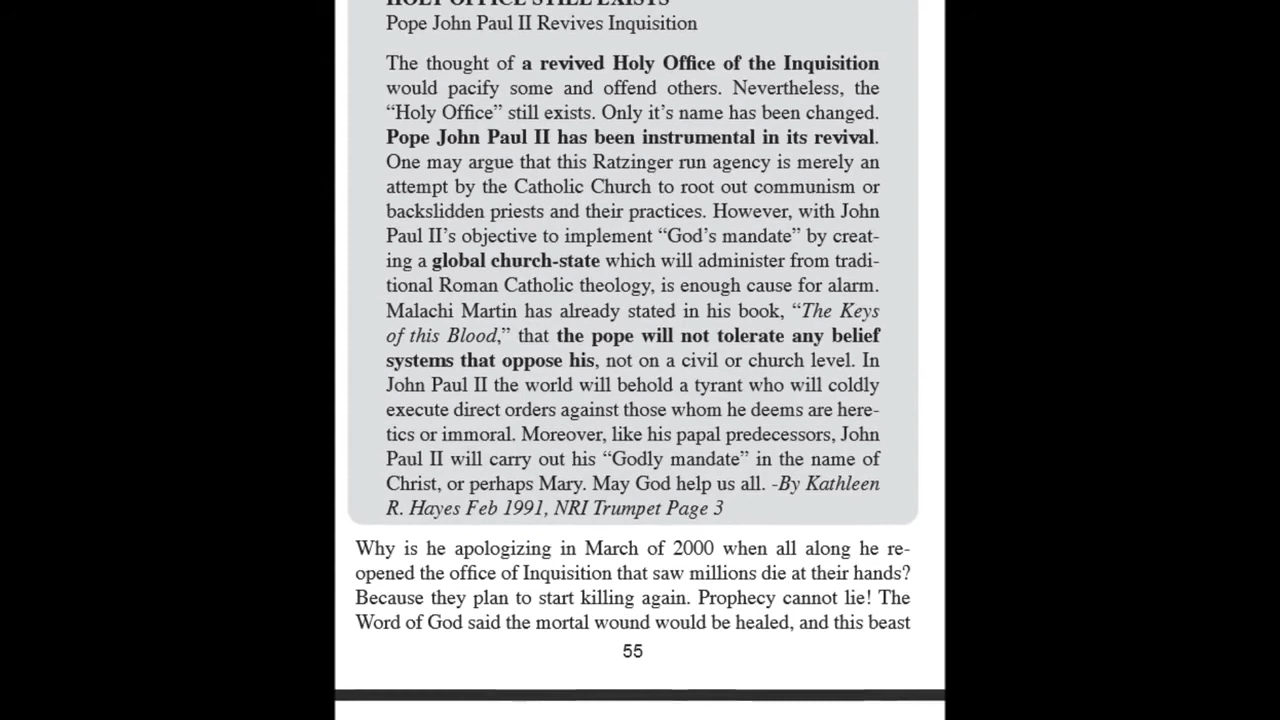 HOLY OFFICE STILL EXISTS
Pope John Paul II Revives Inquisition
The thought of a revived Holy Office of the Inquisition
would pacify some and offend others. Nevertheless, the
“Holy Office” still exists. Only it’s name has been changed.
Pope John Paul II has been instrumental in its revival.
One may argue that this Ratzinger run agency is merely an
attempt by the Catholic Church to root out communism or
backslidden priests and their practices. However, with John
Paul II’s objective to implement “God’s mandate” by creat-
ing a global church-state which will administer from tradi-
tional Roman Catholic theology, is enough cause for alarm.
Malachi Martin has already stated in his book, “The Keys
of this Blood,” that the pope will not tolerate any belief
systems that oppose his, not on a civil or church level. In
John Paul II the world will behold a tyrant who will coldly
execute direct orders against those whom he deems are here-
tics or immoral. Moreover, like his papal predecessors, John
Paul II will carry out his “Godly mandate” in the name of
Christ, or perhaps Mary. May God help us all. -By Kathleen
R. Hayes Feb 1991, NRI Trumpet Page 3
Why is he apologizing in March of 2000 when all along he re-
opened the office of Inquisition that saw millions die at their hands?
Because they plan to start killing again. Prophecy cannot lie! The
Word of God said the mortal wound would be healed, and this beast
55